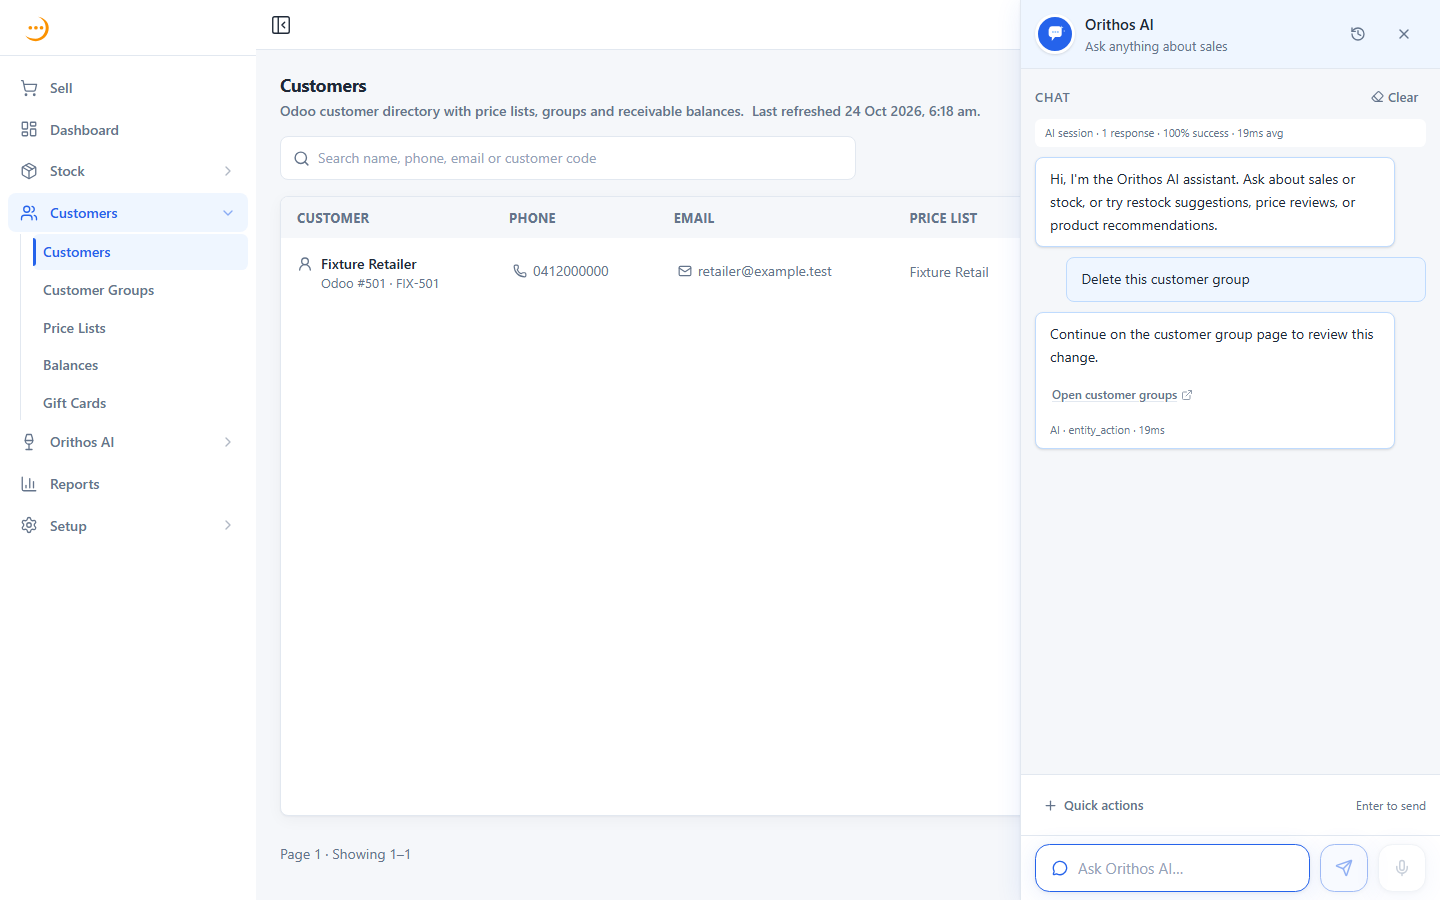 Sell
Dashboard
Stock
Customers
Customers
Customer Groups
Price Lists
Balances
Gift Cards
Orithos AI
Reports
Setup
Customers
Odoo customer directory with price lists, groups and receivable balances. Last refreshed 24 Oct 2026, 6:18 am.
Search name, phone, email or customer code
CUSTOMER PHONE EMAIL PRICE LIST
Fixture Retailer 0412000000 retailer@example.test Fixture Retail
Odoo #501 · FIX-501
Page 1 · Showing 1–1
Orithos AI
Ask anything about sales
CHAT Clear
AI session · 1 response · 100% success · 19ms avg
Hi, I'm the Orithos AI assistant. Ask about sales or
stock, or try restock suggestions, price reviews, or
product recommendations.
Delete this customer group
Continue on the customer group page to review this
change.
Open customer groups
AI · entity_action · 19ms
Quick actions Enter to send
Ask Orithos AI...